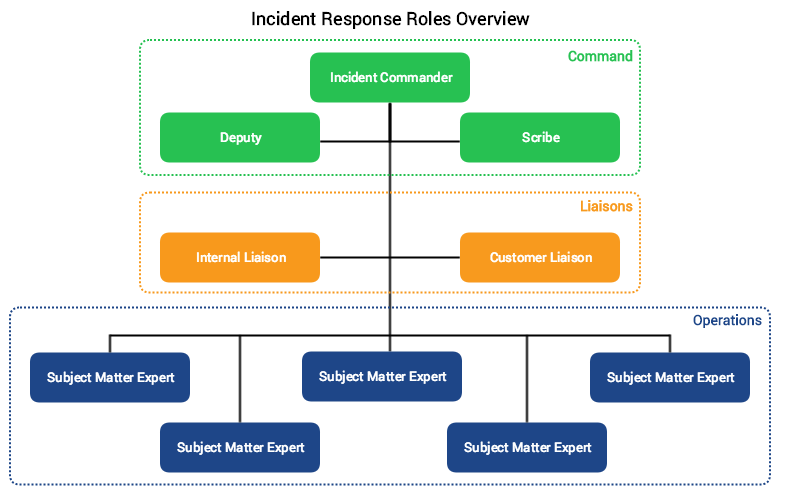 Incident Response Roles Overview
Command
Incident Commander
Deputy
Scribe
Liaisons
Internal Liaison
Customer Liaison
Operations
Subject Matter Expert
Subject Matter Expert
Subject Matter Expert
Subject Matter Expert
Subject Matter Expert